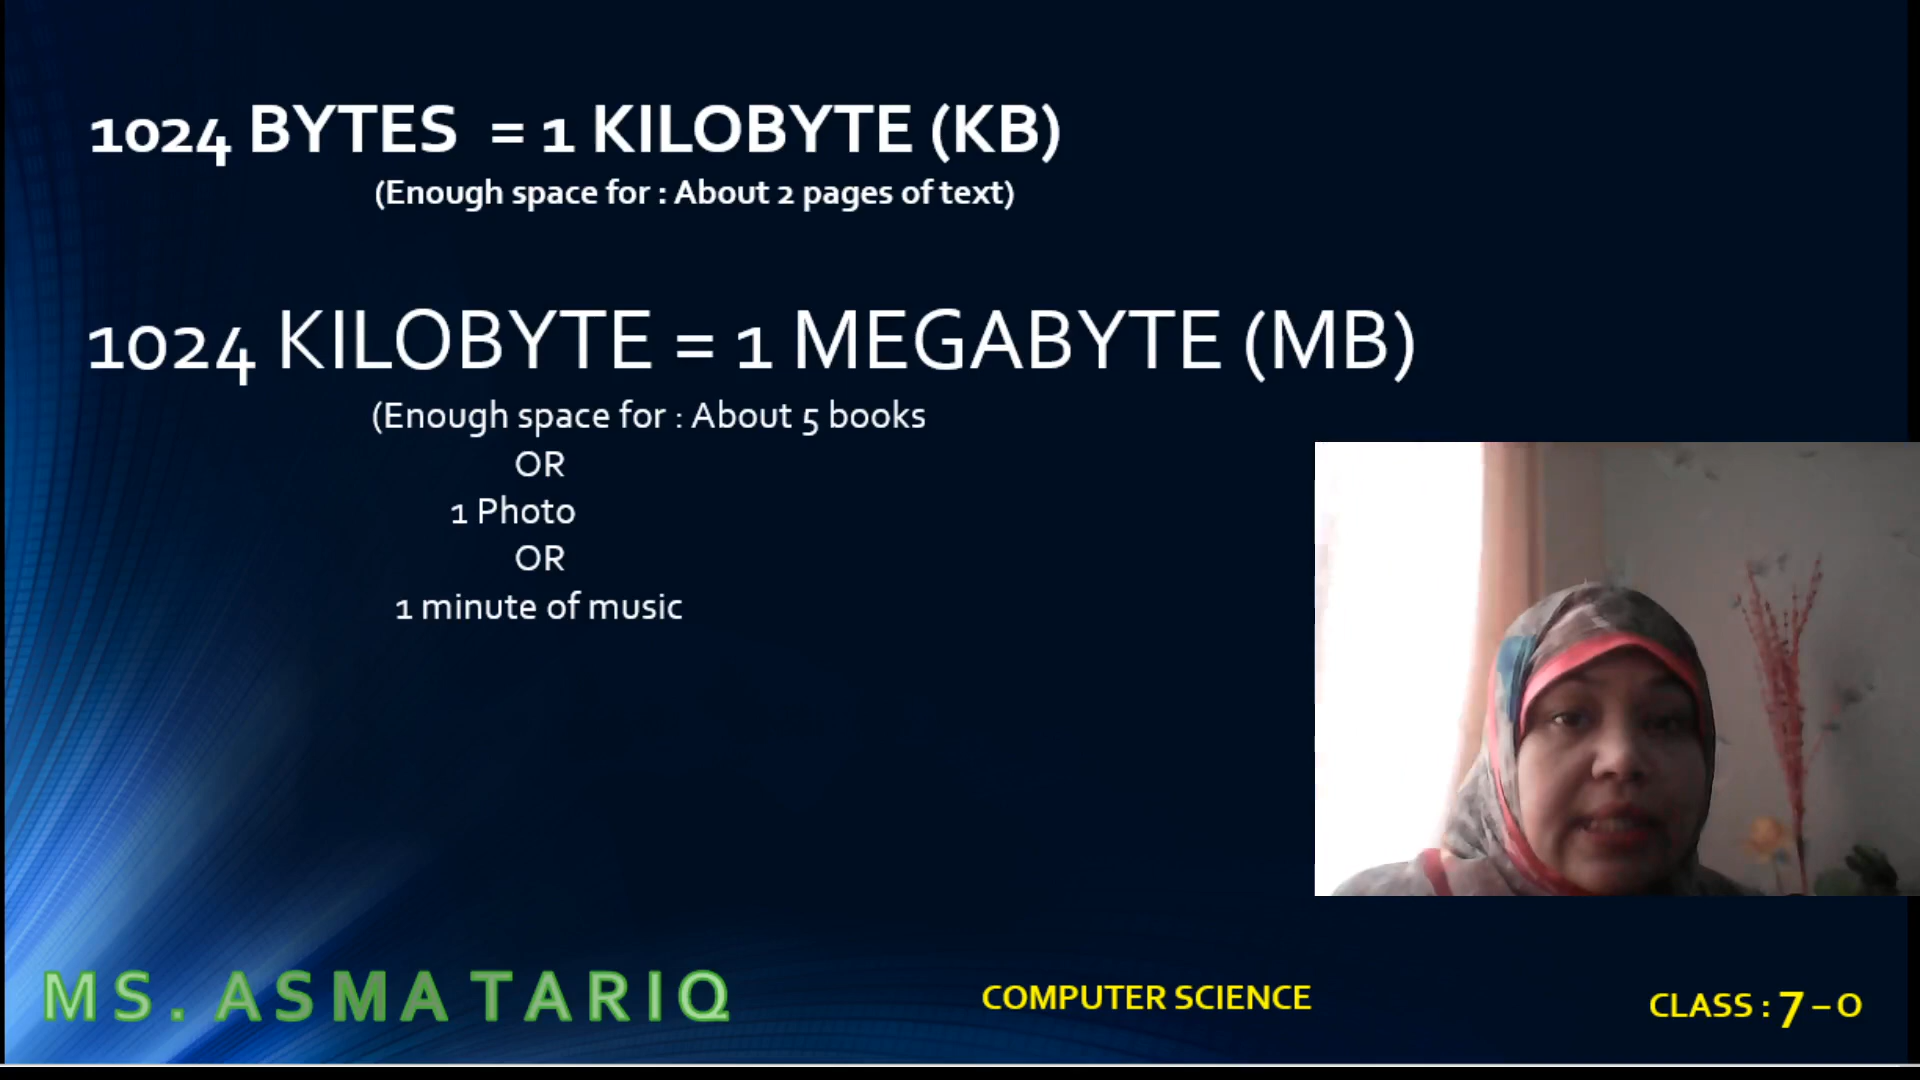 1024 BYTES = 1 KILOBYTE (KB)
(Enough space for : About 2 pages of text)
1024 KILOBYTE = 1 MEGABYTE (MB)
(Enough space for : About 5 books
OR
1 Photo
OR
1 minute of music
MS. ASMA TARIQ
COMPUTER SCIENCE
CLASS : 7 – O